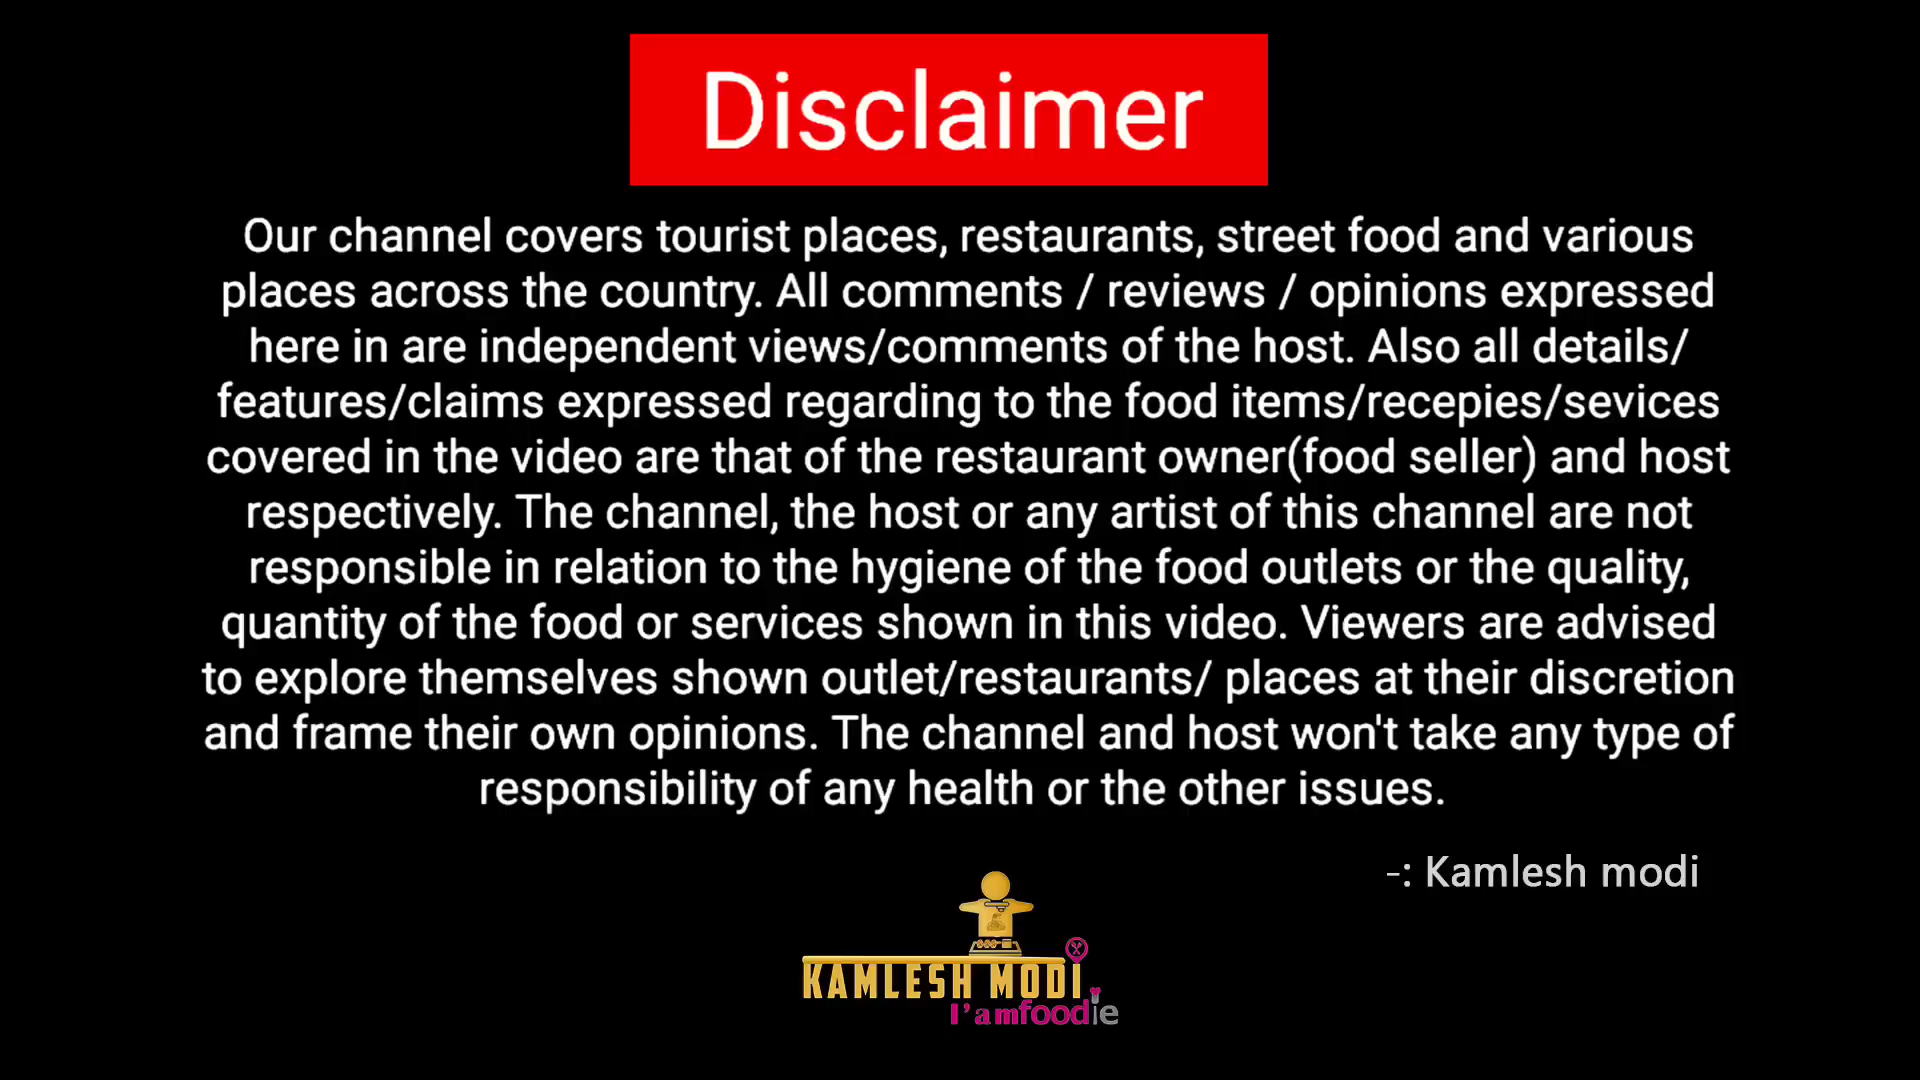 Disclaimer
Our channel covers tourist places, restaurants, street food and various
places across the country. All comments / reviews / opinions expressed
here in are independent views/comments of the host. Also all details/
features/claims expressed regarding to the food items/recepies/sevices
covered in the video are that of the restaurant owner(food seller) and host
respectively. The channel, the host or any artist of this channel are not
responsible in relation to the hygiene of the food outlets or the quality,
quantity of the food or services shown in this video. Viewers are advised
to explore themselves shown outlet/restaurants/ places at their discretion
and frame their own opinions. The channel and host won't take any type of
responsibility of any health or the other issues.
-: Kamlesh modi
KAMLESH MODI
I'amfoodie